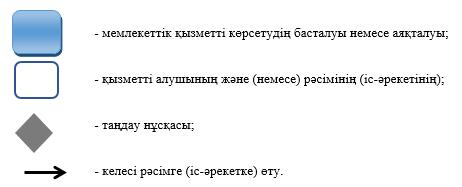 - мемлекеттік қызметті көрсетудің басталуы немесе аяқталуы;
- қызметті алушының және (немесе) рәсімінің (іс-әрекетінің);
- таңдау нұсқасы;
- келесі рәсімге (іс-әрекетке) өту.